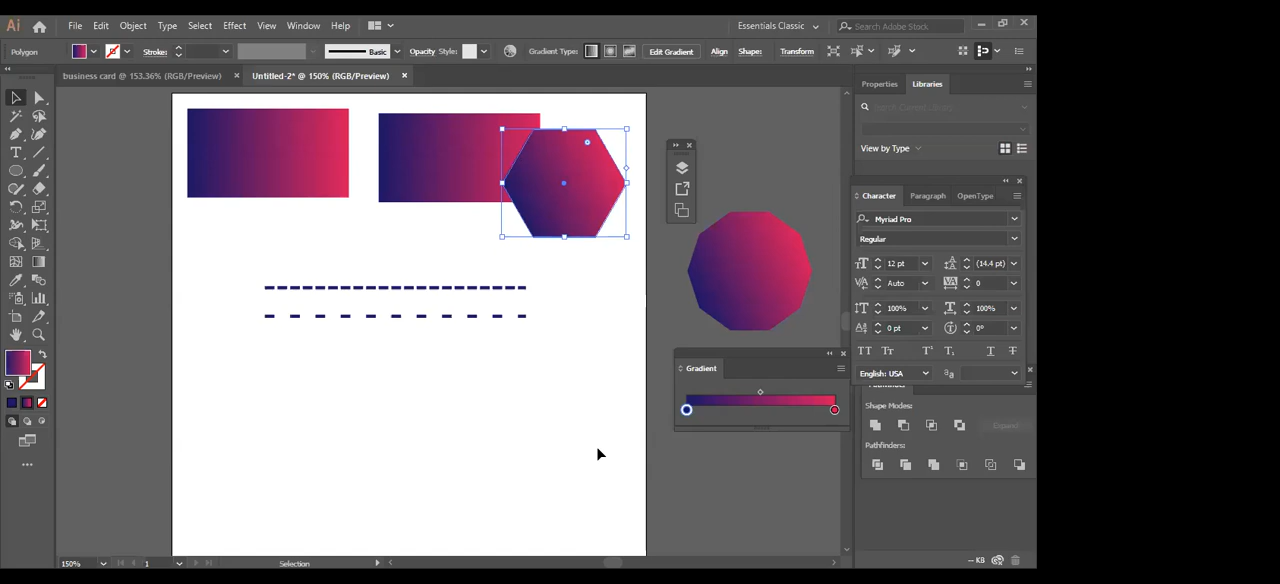 Ai File Edit Object Type Select Effect View Window Help Essentials Classic Search Adobe Stock
Polygon Stroke: Basic Opacity Style: Gradient Type: Edit Gradient Align Shape: Transform
business card @ 153.36% (RGB/Preview) × Untitled-2* @ 150% (RGB/Preview) ×
Properties Libraries
View by Type
Character Paragraph OpenType
Myriad Pro
Regular
12 pt (14.4 pt)
Auto 0
100% 100%
0 pt 0°
English: USA
Gradient
Shape Modes:
Expand
Pathfinders:
150% 1 Selection -- KB